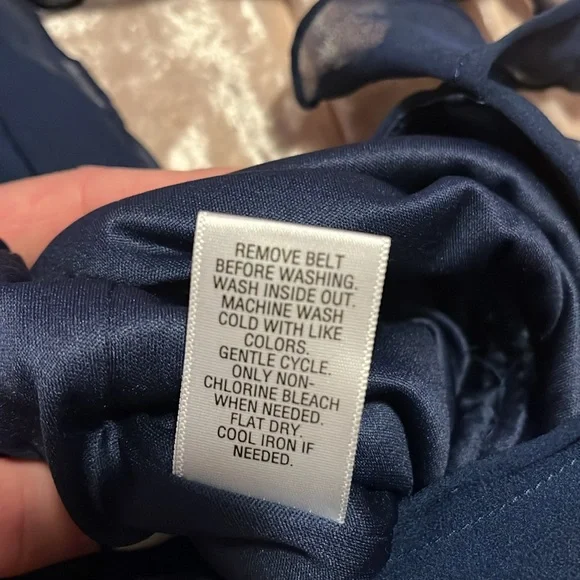 REMOVE BELT
BEFORE WASHING.
WASH INSIDE OUT.
MACHINE WASH
COLD WITH LIKE
COLORS.
GENTLE CYCLE.
ONLY NON-
CHLORINE BLEACH
WHEN NEEDED.
FLAT DRY.
COOL IRON IF
NEEDED.